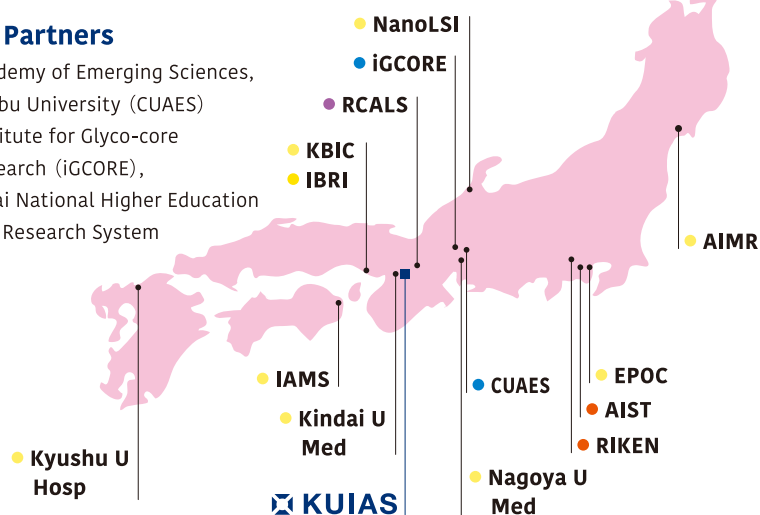 Partners
demy of Emerging Sciences,
bu University (CUAES)
titute for Glyco-core
earch (iGCORE),
ai National Higher Education
Research System
NanoLSI
iGCORE
RCALS
KBIC
IBRI
AIMR
IAMS
CUAES
EPOC
AIST
RIKEN
Kindai U
Med
Kyushu U
Hosp
Nagoya U
Med
KUIAS